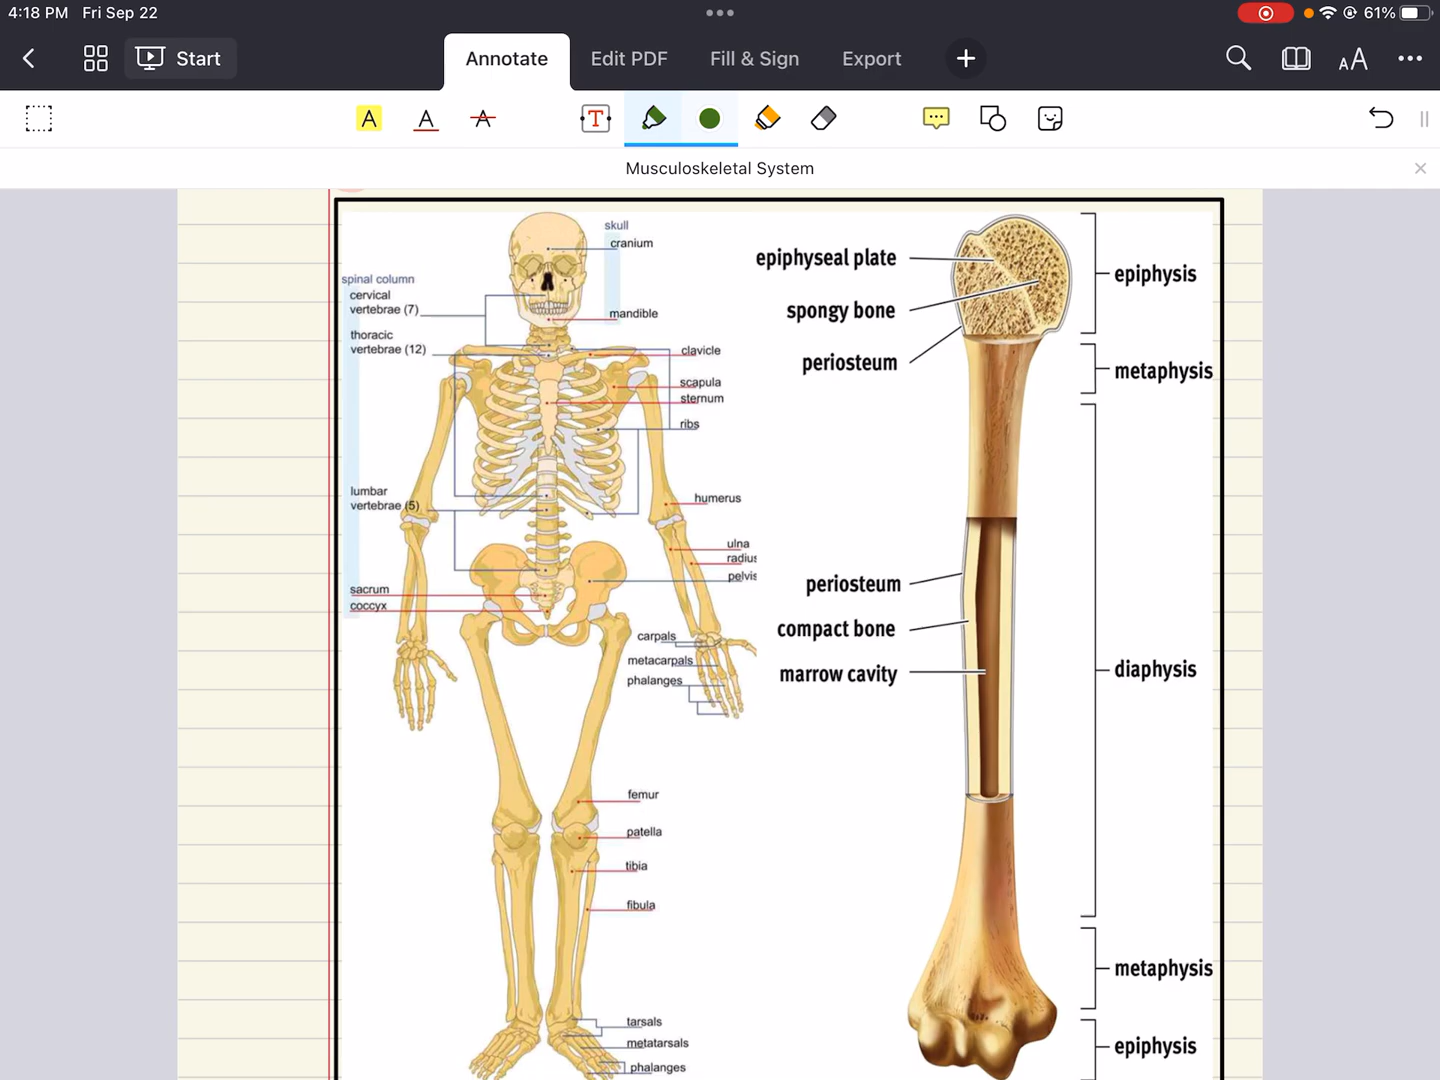 4:18 PM Fri Sep 22
61%
Start
Annotate
Edit PDF
Fill & Sign
Export
Musculoskeletal System
skull
cranium
mandible
spinal column
cervical
vertebrae (7)
thoracic
vertebrae (12)
lumbar
vertebrae (5)
sacrum
coccyx
clavicle
scapula
sternum
ribs
humerus
ulna
radius
pelvis
carpals
metacarpals
phalanges
femur
patella
tibia
fibula
tarsals
metatarsals
phalanges
epiphyseal plate
spongy bone
periosteum
periosteum
compact bone
marrow cavity
epiphysis
metaphysis
diaphysis
metaphysis
epiphysis